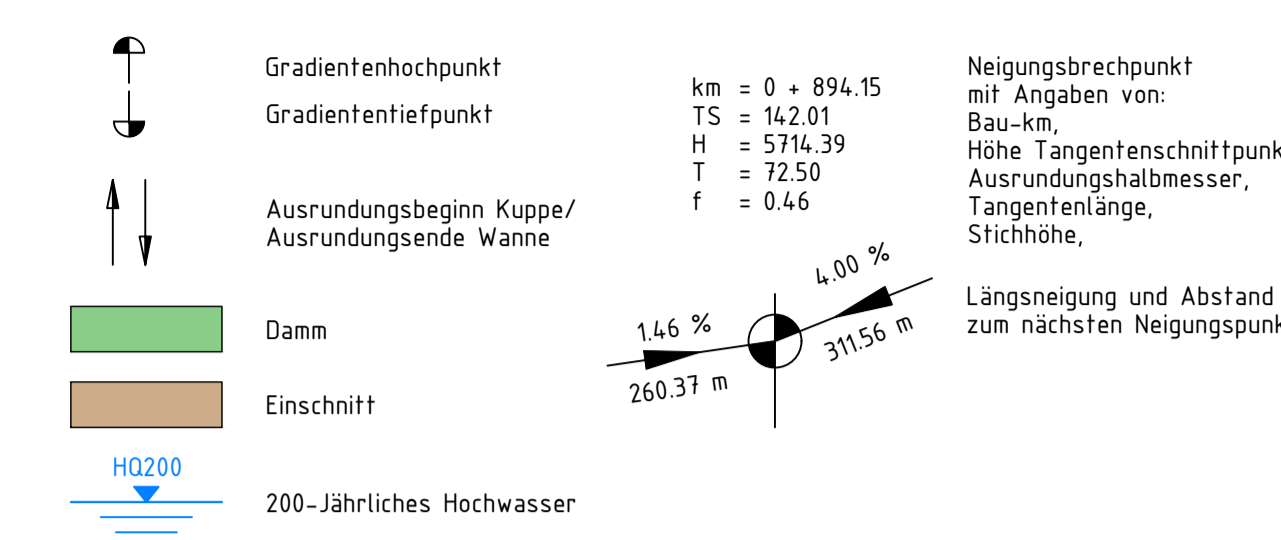 Gradientenhochpunkt
Gradiententiefpunkt
Ausrundungsbeginn Kuppe/
Ausrundungsende Wanne
Damm
Einschnitt
HQ200
200-Jährliches Hochwasser
km = 0 + 894.15
TS = 142.01
H = 5714.39
T = 72.50
f = 0.46
1.46 %
260.37 m
4.00 %
311.56 m
Neigungsbrechpunkt
mit Angaben von:
Bau-km,
Höhe Tangentenschnittpunk
Ausrundungshalbmesser,
Tangentenlänge,
Stichhöhe,
Längsneigung und Abstand
zum nächsten Neigungspunk